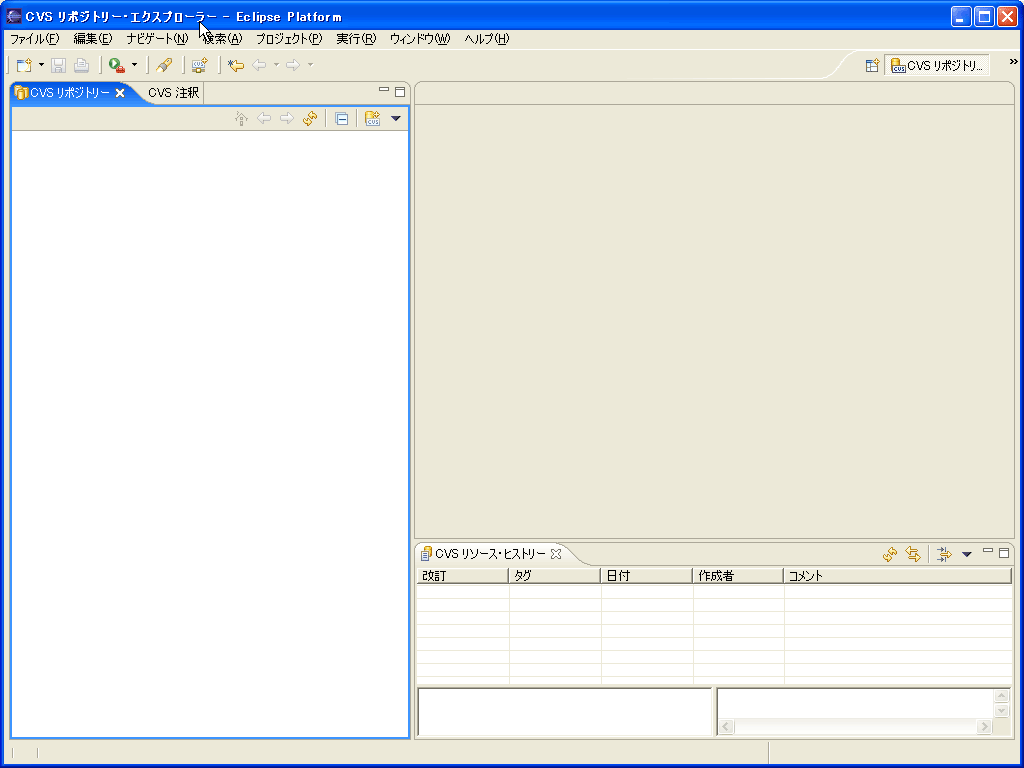 CVS リポジトリー・エクスプローラー - Eclipse Platform
ファイル(F) 編集(E) ナビゲート(N) 検索(A) プロジェクト(P) 実行(R) ウィンドウ(W) ヘルプ(H)
CVS リポジトリ...
CVS リポジトリー CVS 注釈
CVS リソース・ヒストリー
改訂 タグ 日付 作成者 コメント